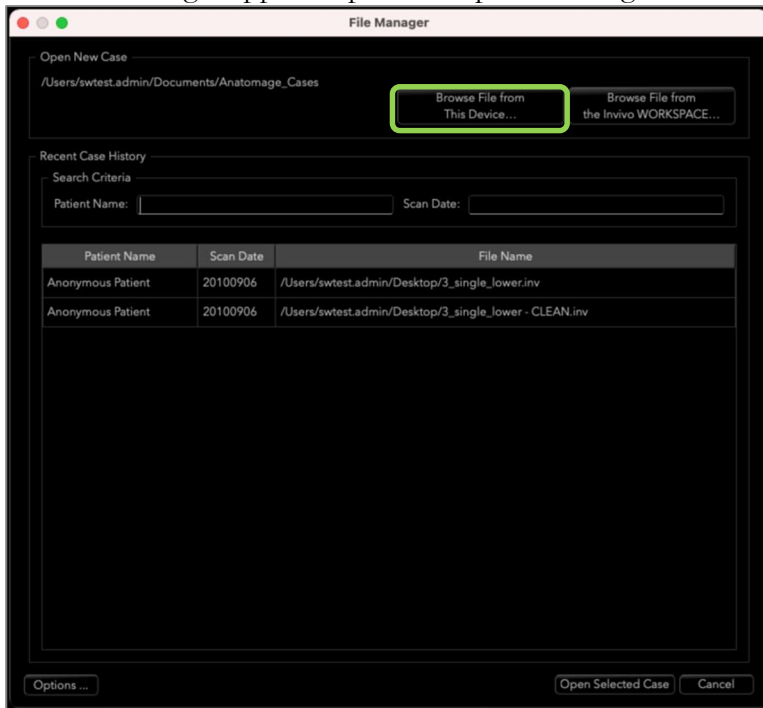 File Manager
Open New Case
/Users/swtest.admin/Documents/Anatomage_Cases
Browse File from
This Device...
Browse File from
the Invivo WORKSPACE...
Recent Case History
Search Criteria
Patient Name:
Scan Date:
Patient Name Scan Date File Name
Anonymous Patient 20100906 /Users/swtest.admin/Desktop/3_single_lower.inv
Anonymous Patient 20100906 /Users/swtest.admin/Desktop/3_single_lower - CLEAN.inv
Options ...
Open Selected Case Cancel